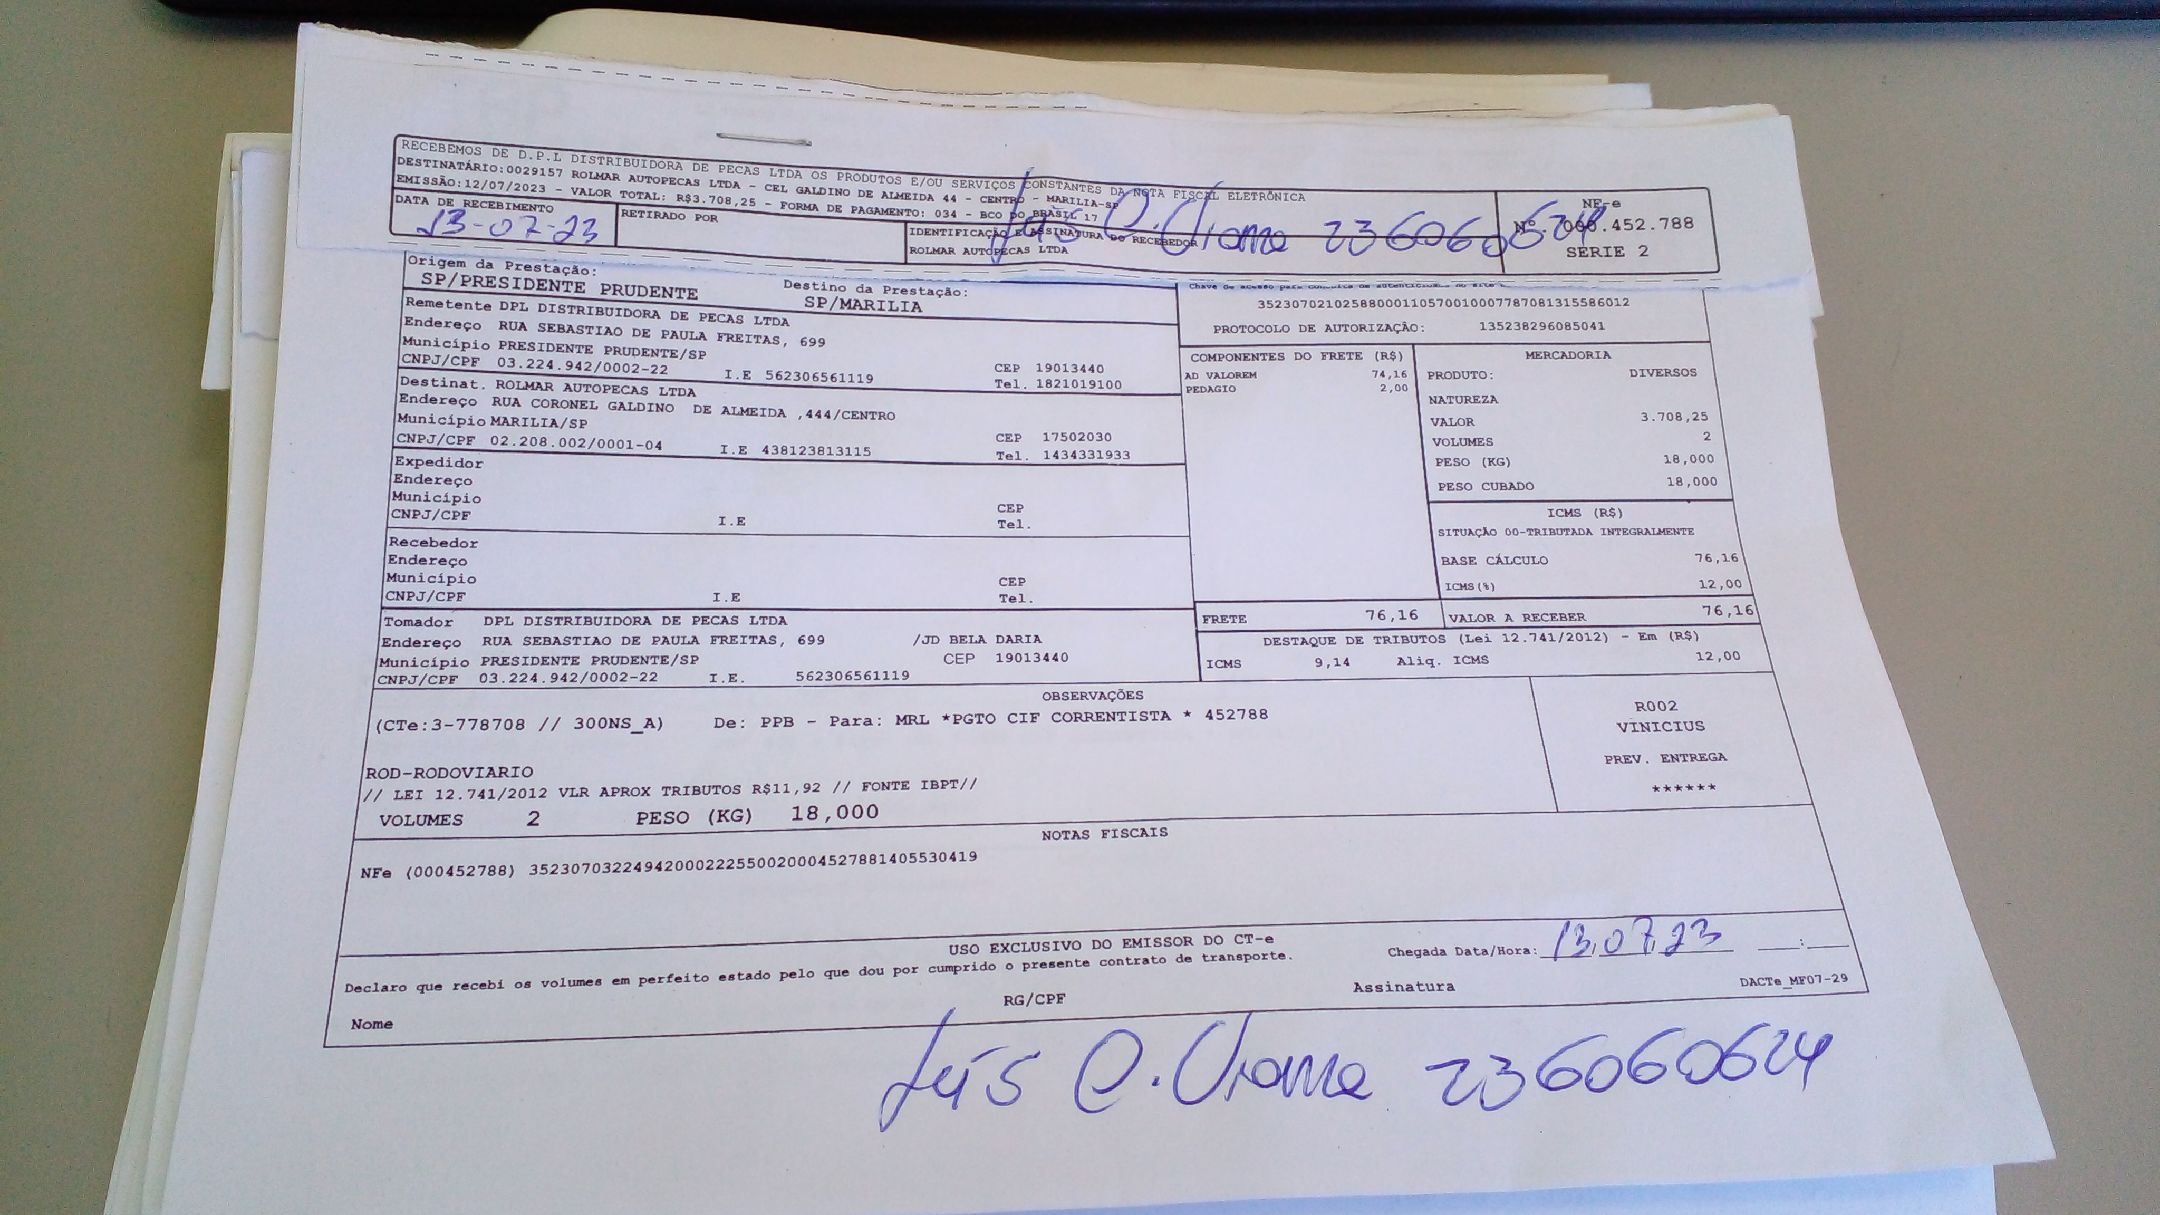 RECEBEMOS DE D.P.L DISTRIBUIDORA DE PECAS LTDA OS PRODUTOS E/OU SERVIÇOS CONSTANTES DA NOTA FISCAL ELETRÔNICA
DESTINATÁRIO:0029157 ROLMAR AUTOPECAS LTDA - CEL GALDINO DE ALMEIDA 44 - CENTRO - MARILIA-SP
EMISSÃO:12/07/2023 - VALOR TOTAL: R$3.708,25 - FORMA DE PAGAMENTO: 034 - BCO DO BRASIL 17
NF-e
Nº. 000.452.788
SERIE 2
DATA DE RECEBIMENTO
13-07-23
RETIRADO POR
IDENTIFICAÇÃO E ASSINATURA DO RECEBEDOR
ROLMAR AUTOPECAS LTDA
C. 236060624
Origem da Prestação:
SP/PRESIDENTE PRUDENTE
Destino da Prestação:
SP/MARILIA
Chave de acesso para consulta de autenticidade no site
35230702102588000110570010007787081315586012
PROTOCOLO DE AUTORIZAÇÃO: 135238296085041
Remetente DPL DISTRIBUIDORA DE PECAS LTDA
Endereço RUA SEBASTIAO DE PAULA FREITAS, 699
Município PRESIDENTE PRUDENTE/SP CEP 19013440
CNPJ/CPF 03.224.942/0002-22 I.E 562306561119 Tel. 1821019100
Destinat. ROLMAR AUTOPECAS LTDA
Endereço RUA CORONEL GALDINO DE ALMEIDA ,444/CENTRO
Município MARILIA/SP CEP 17502030
CNPJ/CPF 02.208.002/0001-04 I.E 438123813115 Tel. 1434331933
Expedidor
Endereço
Município CEP
CNPJ/CPF I.E Tel.
Recebedor
Endereço
Município CEP
CNPJ/CPF I.E Tel.
Tomador DPL DISTRIBUIDORA DE PECAS LTDA
Endereço RUA SEBASTIAO DE PAULA FREITAS, 699 /JD BELA DARIA
Município PRESIDENTE PRUDENTE/SP CEP 19013440
CNPJ/CPF 03.224.942/0002-22 I.E. 562306561119
COMPONENTES DO FRETE (R$)
AD VALOREM 74,16
PEDAGIO 2,00
MERCADORIA
PRODUTO: DIVERSOS
NATUREZA
VALOR 3.708,25
VOLUMES 2
PESO (KG) 18,000
PESO CUBADO 18,000
ICMS (R$)
SITUAÇÃO 00-TRIBUTADA INTEGRALMENTE
BASE CÁLCULO 76,16
ICMS(%) 12,00
FRETE 76,16 VALOR A RECEBER 76,16
DESTAQUE DE TRIBUTOS (Lei 12.741/2012) - Em (R$)
ICMS 9,14 Aliq. ICMS 12,00
OBSERVAÇÕES
(CTe:3-778708 // 300NS_A) De: PPB - Para: MRL *PGTO CIF CORRENTISTA * 452788
ROD-RODOVIARIO
// LEI 12.741/2012 VLR APROX TRIBUTOS R$11,92 // FONTE IBPT//
VOLUMES 2 PESO (KG) 18,000
R002
VINICIUS
PREV. ENTREGA
******
NOTAS FISCAIS
NFe (000452788) 35230703224942000222550020004527881405530419
USO EXCLUSIVO DO EMISSOR DO CT-e
Declaro que recebi os volumes em perfeito estado pelo que dou por cumprido o presente contrato de transporte.
Chegada Data/Hora: 13,07,23 :
Nome RG/CPF Assinatura
DACTe_MF07-29
C. 236060624